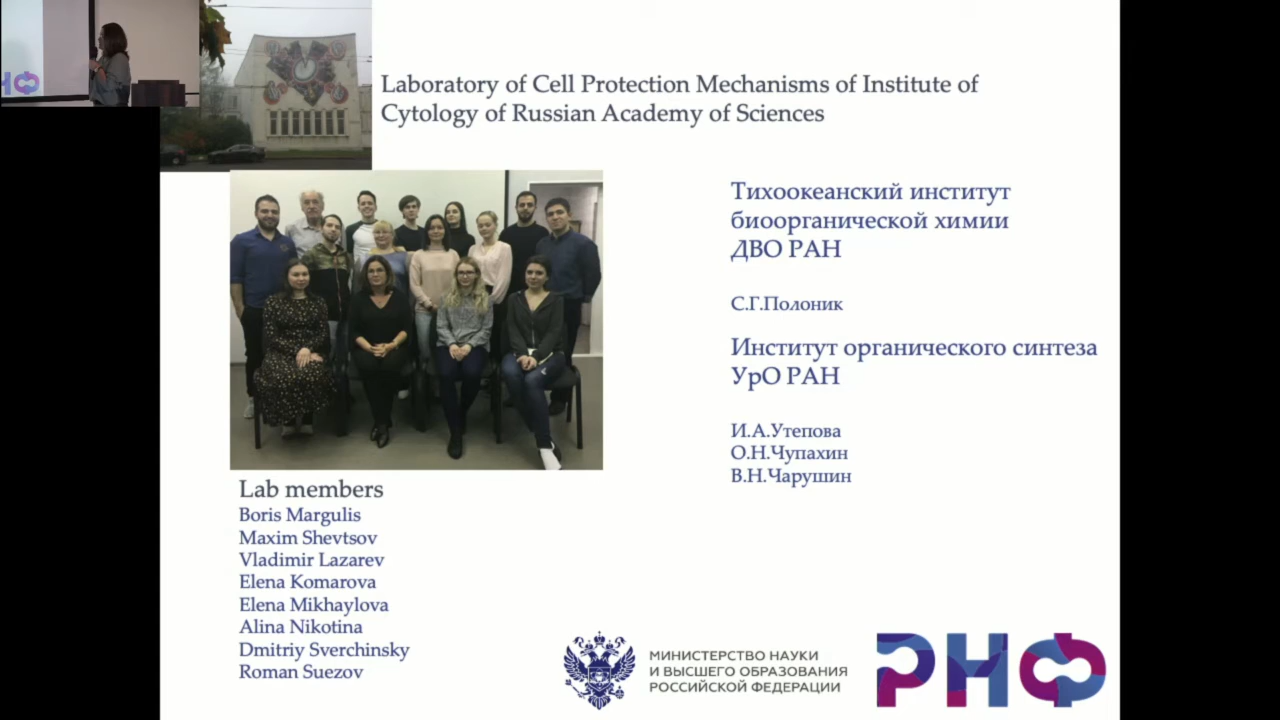 НФ
Laboratory of Cell Protection Mechanisms of Institute of
Cytology of Russian Academy of Sciences
Тихоокеанский институт
биоорганической химии
ДВО РАН
С.Г.Полоник
Институт органического синтеза
УрО РАН
И.А.Утепова
О.Н.Чупахин
В.Н.Чарушин
Lab members
Boris Margulis
Maxim Shevtsov
Vladimir Lazarev
Elena Komarova
Elena Mikhaylova
Alina Nikotina
Dmitriy Sverchinsky
Roman Suezov
МИНИСТЕРСТВО НАУКИ
И ВЫСШЕГО ОБРАЗОВАНИЯ
РОССИЙСКОЙ ФЕДЕРАЦИИ
РНФ